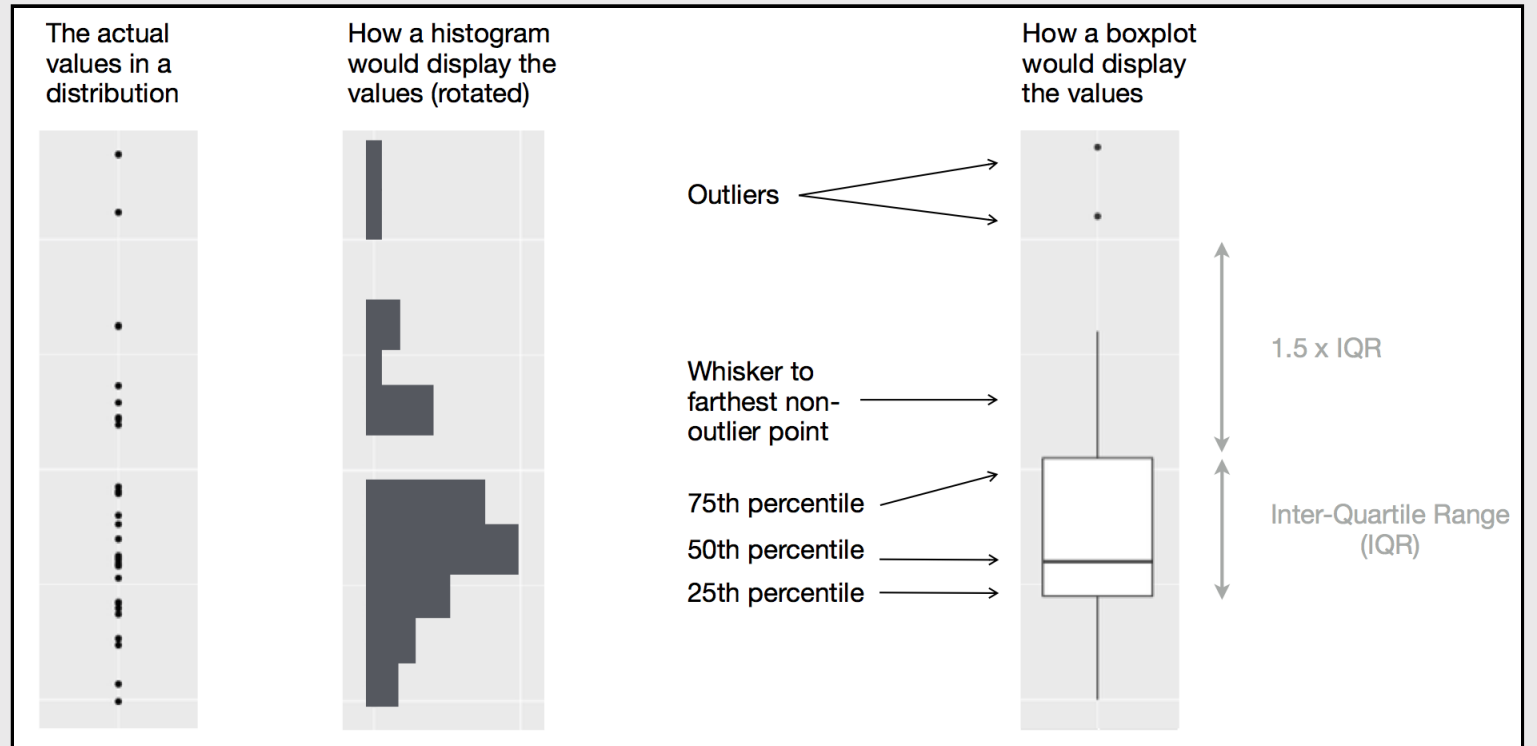 The actual
values in a
distribution
How a histogram
would display the
values (rotated)
How a boxplot
would display
the values
Outliers
1.5 x IQR
Whisker to
farthest non-
outlier point
75th percentile
Inter-Quartile Range
(IQR)
50th percentile
25th percentile